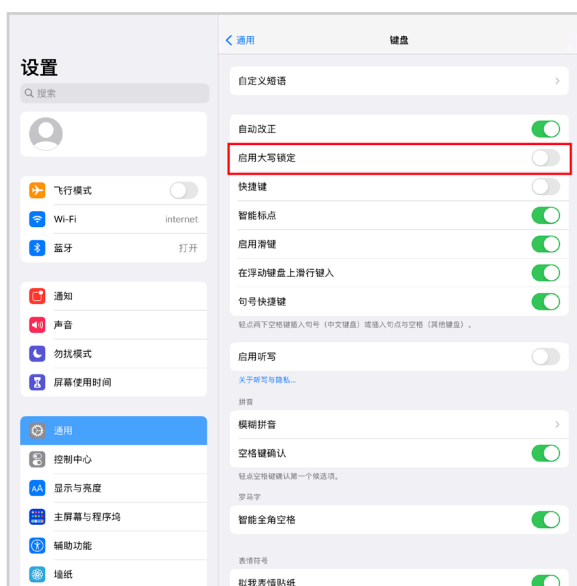 设置
搜索
飞行模式
Wi-Fi internet
蓝牙 打开
通知
声音
勿扰模式
屏幕使用时间
通用
控制中心
AA 显示与亮度
主屏幕与程序坞
辅助功能
墙纸
通用 键盘
自定义短语
自动改正
启用大写锁定
快捷键
智能标点
启用滑键
在浮动键盘上滑行键入
句号快捷键
轻点两下空格键插入句号（中文键盘）或插入句点与空格（其他键盘）。
启用听写
关于听写与隐私...
拼音
模糊拼音
空格键确认
轻点空格键确认第一个候选项。
罗马字
智能全角空格
表情符号
拟我表情贴纸